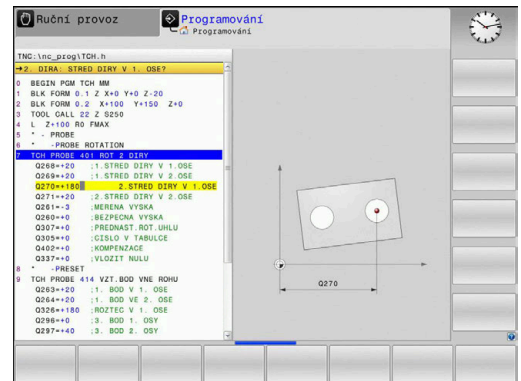 Ruční provoz
Programování
Programování
TNC:\nc_prog\TCH.h
→2. DIRA: STRED DIRY V 1. OSE?
0 BEGIN PGM TCH MM
1 BLK FORM 0.1 Z X+0 Y+0 Z-20
2 BLK FORM 0.2 X+100 Y+150 Z+0
3 TOOL CALL 22 Z S250
4 L Z+100 R0 FMAX
5 * - PROBE
6 * -PROBE ROTATION
7 TCH PROBE 401 ROT 2 DIRY
Q268=+20 ;1.STRED DIRY V 1.OSE
Q269=+20 ;1.STRED DIRY V 2.OSE
Q270=+180 2.STRED DIRY V 1.OSE
Q271=+20 ;2.STRED DIRY V 2.OSE
Q261=-3 ;MERENA VYSKA
Q260=+0 ;BEZPECNA VYSKA
Q307=+0 ;PREDNAST.ROT.UHLU
Q305=+0 ;CISLO V TABULCE
Q402=+0 ;KOMPENZACE
Q337=+0 ;VLOZIT NULU
8 * -PRESET
9 TCH PROBE 414 VZT.BOD VNE ROHU
Q263=+20 ;1. BOD V 1. OSE
Q264=+20 ;1. BOD VE 2. OSE
Q326=+180 ;ROZTEC V 1. OSE
Q296=+0 ;3. BOD 1. OSY
Q297=+40 ;3. BOD 2. OSY
Q270